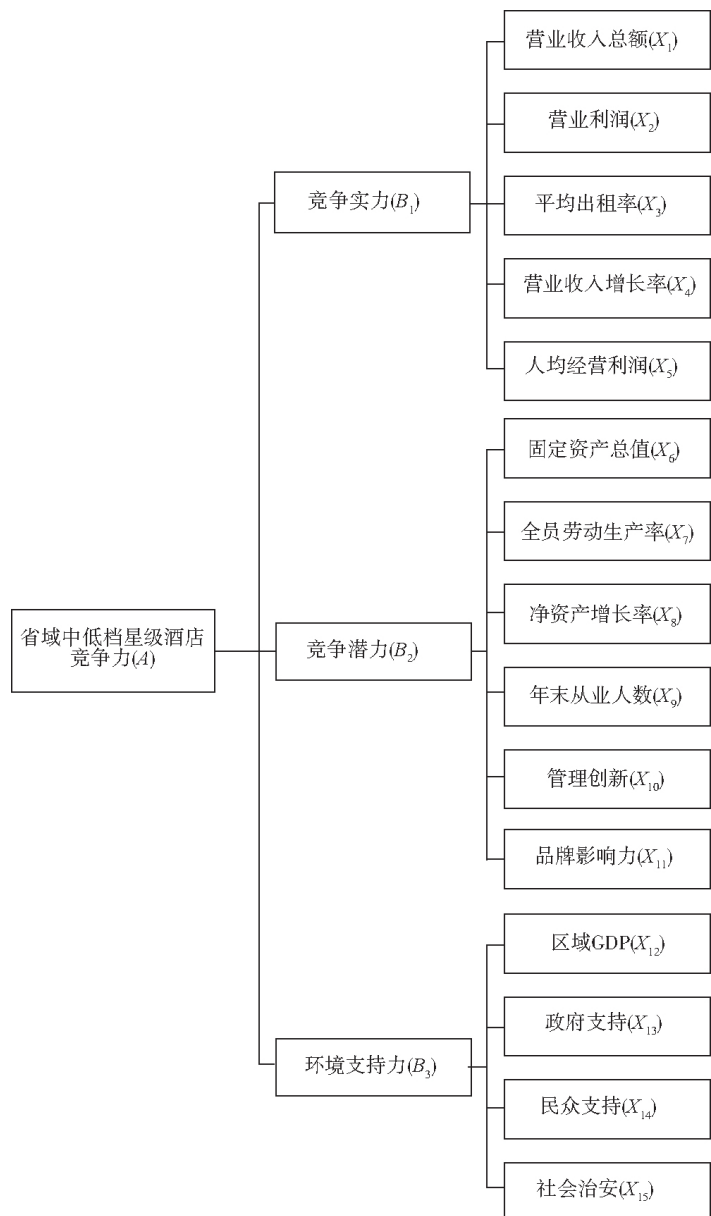 营业收入总额(X₁)
营业利润(X₂)
竞争实力(B₁)
平均出租率(X₃)
营业收入增长率(X₄)
人均经营利润(X₅)
固定资产总值(X₆)
全员劳动生产率(X₇)
净资产增长率(X₈)
省域中低档星级酒店
竞争力(A)
竞争潜力(B₂)
年末从业人数(X₉)
管理创新(X₁₀)
品牌影响力(X₁₁)
区域GDP(X₁₂)
政府支持(X₁₃)
环境支持力(B₃)
民众支持(X₁₄)
社会治安(X₁₅)